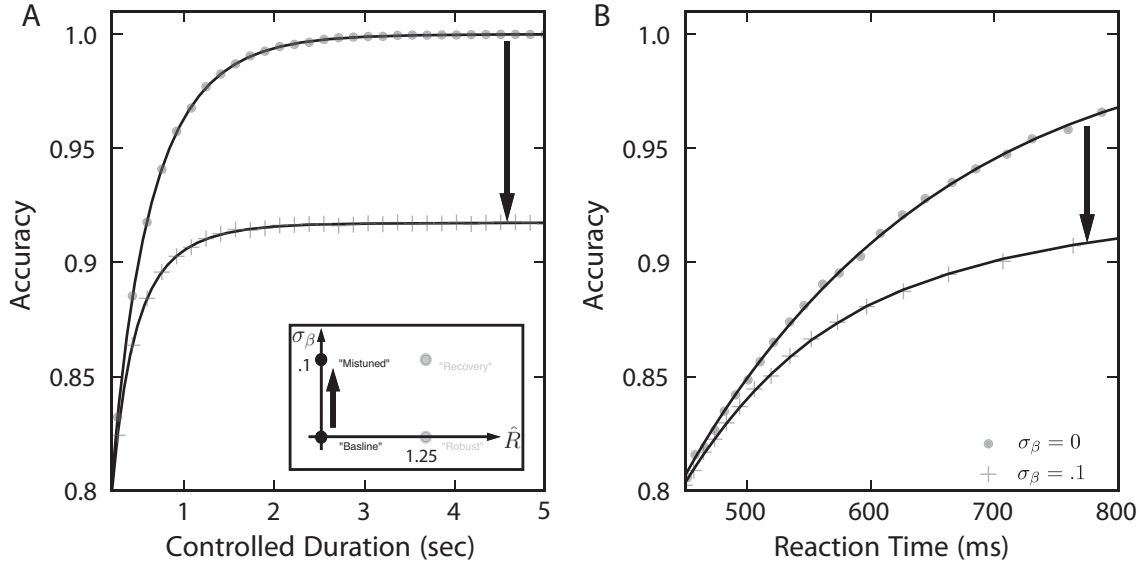 A
Accuracy
1.0
0.95
0.9
0.85
0.8
1
2
3
4
5
Controlled Duration (sec)
σβ
.1
"Mistuned"
"Recovery"
"Basline"
"Robust"
R̂
1.25
B
Accuracy
1.0
0.95
0.9
0.85
0.8
500
600
700
800
Reaction Time (ms)
σβ = 0
σβ = .1